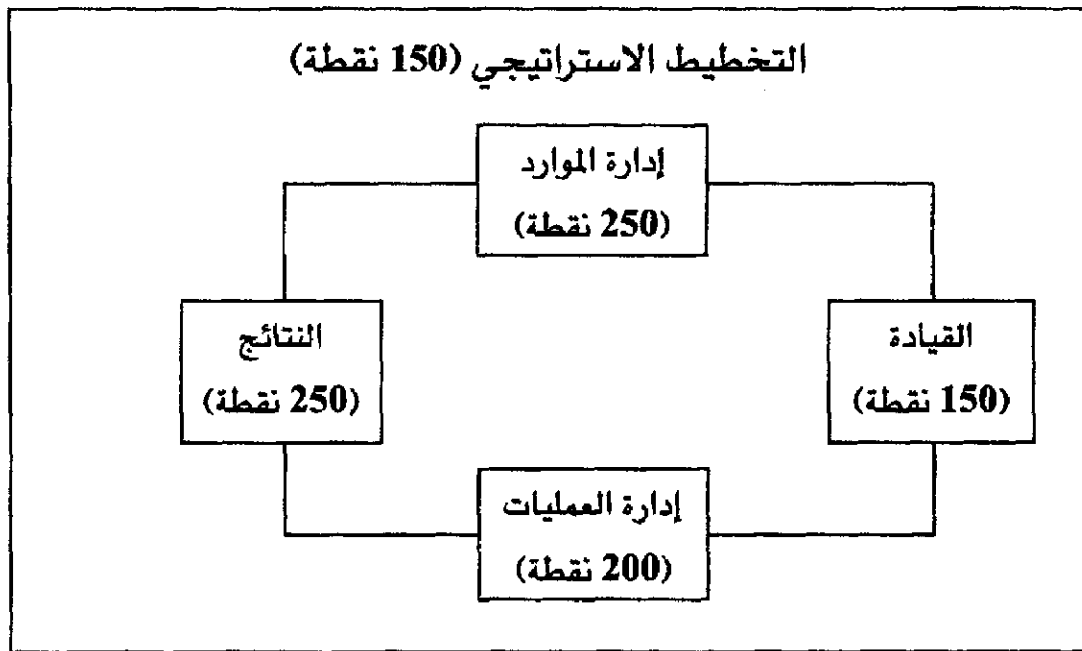 التخطيط الاستراتيجي (150 نقطة)
إدارة الموارد
(250 نقطة)
القيادة
(150 نقطة)
النتائج
(250 نقطة)
إدارة العمليات
(200 نقطة)